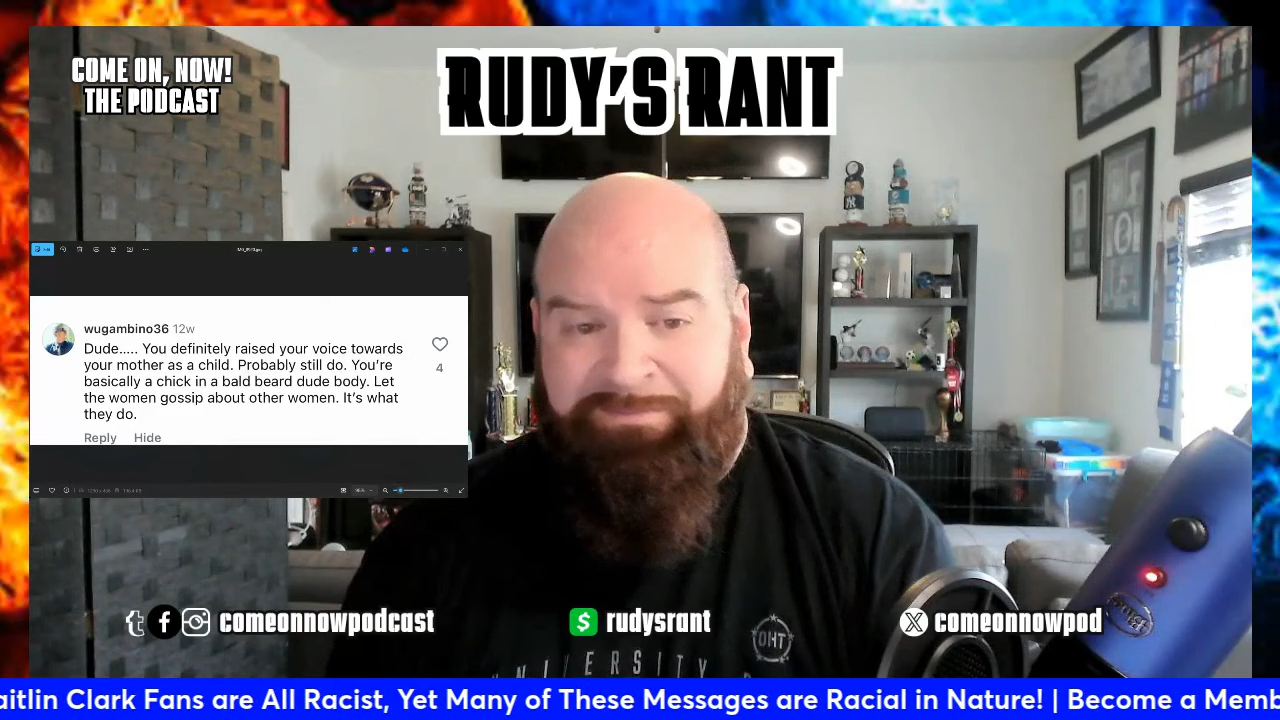 COME ON, NOW!
THE PODCAST
RUDY'S RANT
wugambino36 12w
Dude..... You definitely raised your voice towards
your mother as a child. Probably still do. You're
basically a chick in a bald beard dude body. Let
the women gossip about other women. It's what
they do.
4
Reply Hide
comeonnowpodcast
$ rudysrant
X comeonnowpod
OHT
UNIVERSITY
aitlin Clark Fans are All Racist, Yet Many of These Messages are Racial in Nature! | Become a Memb